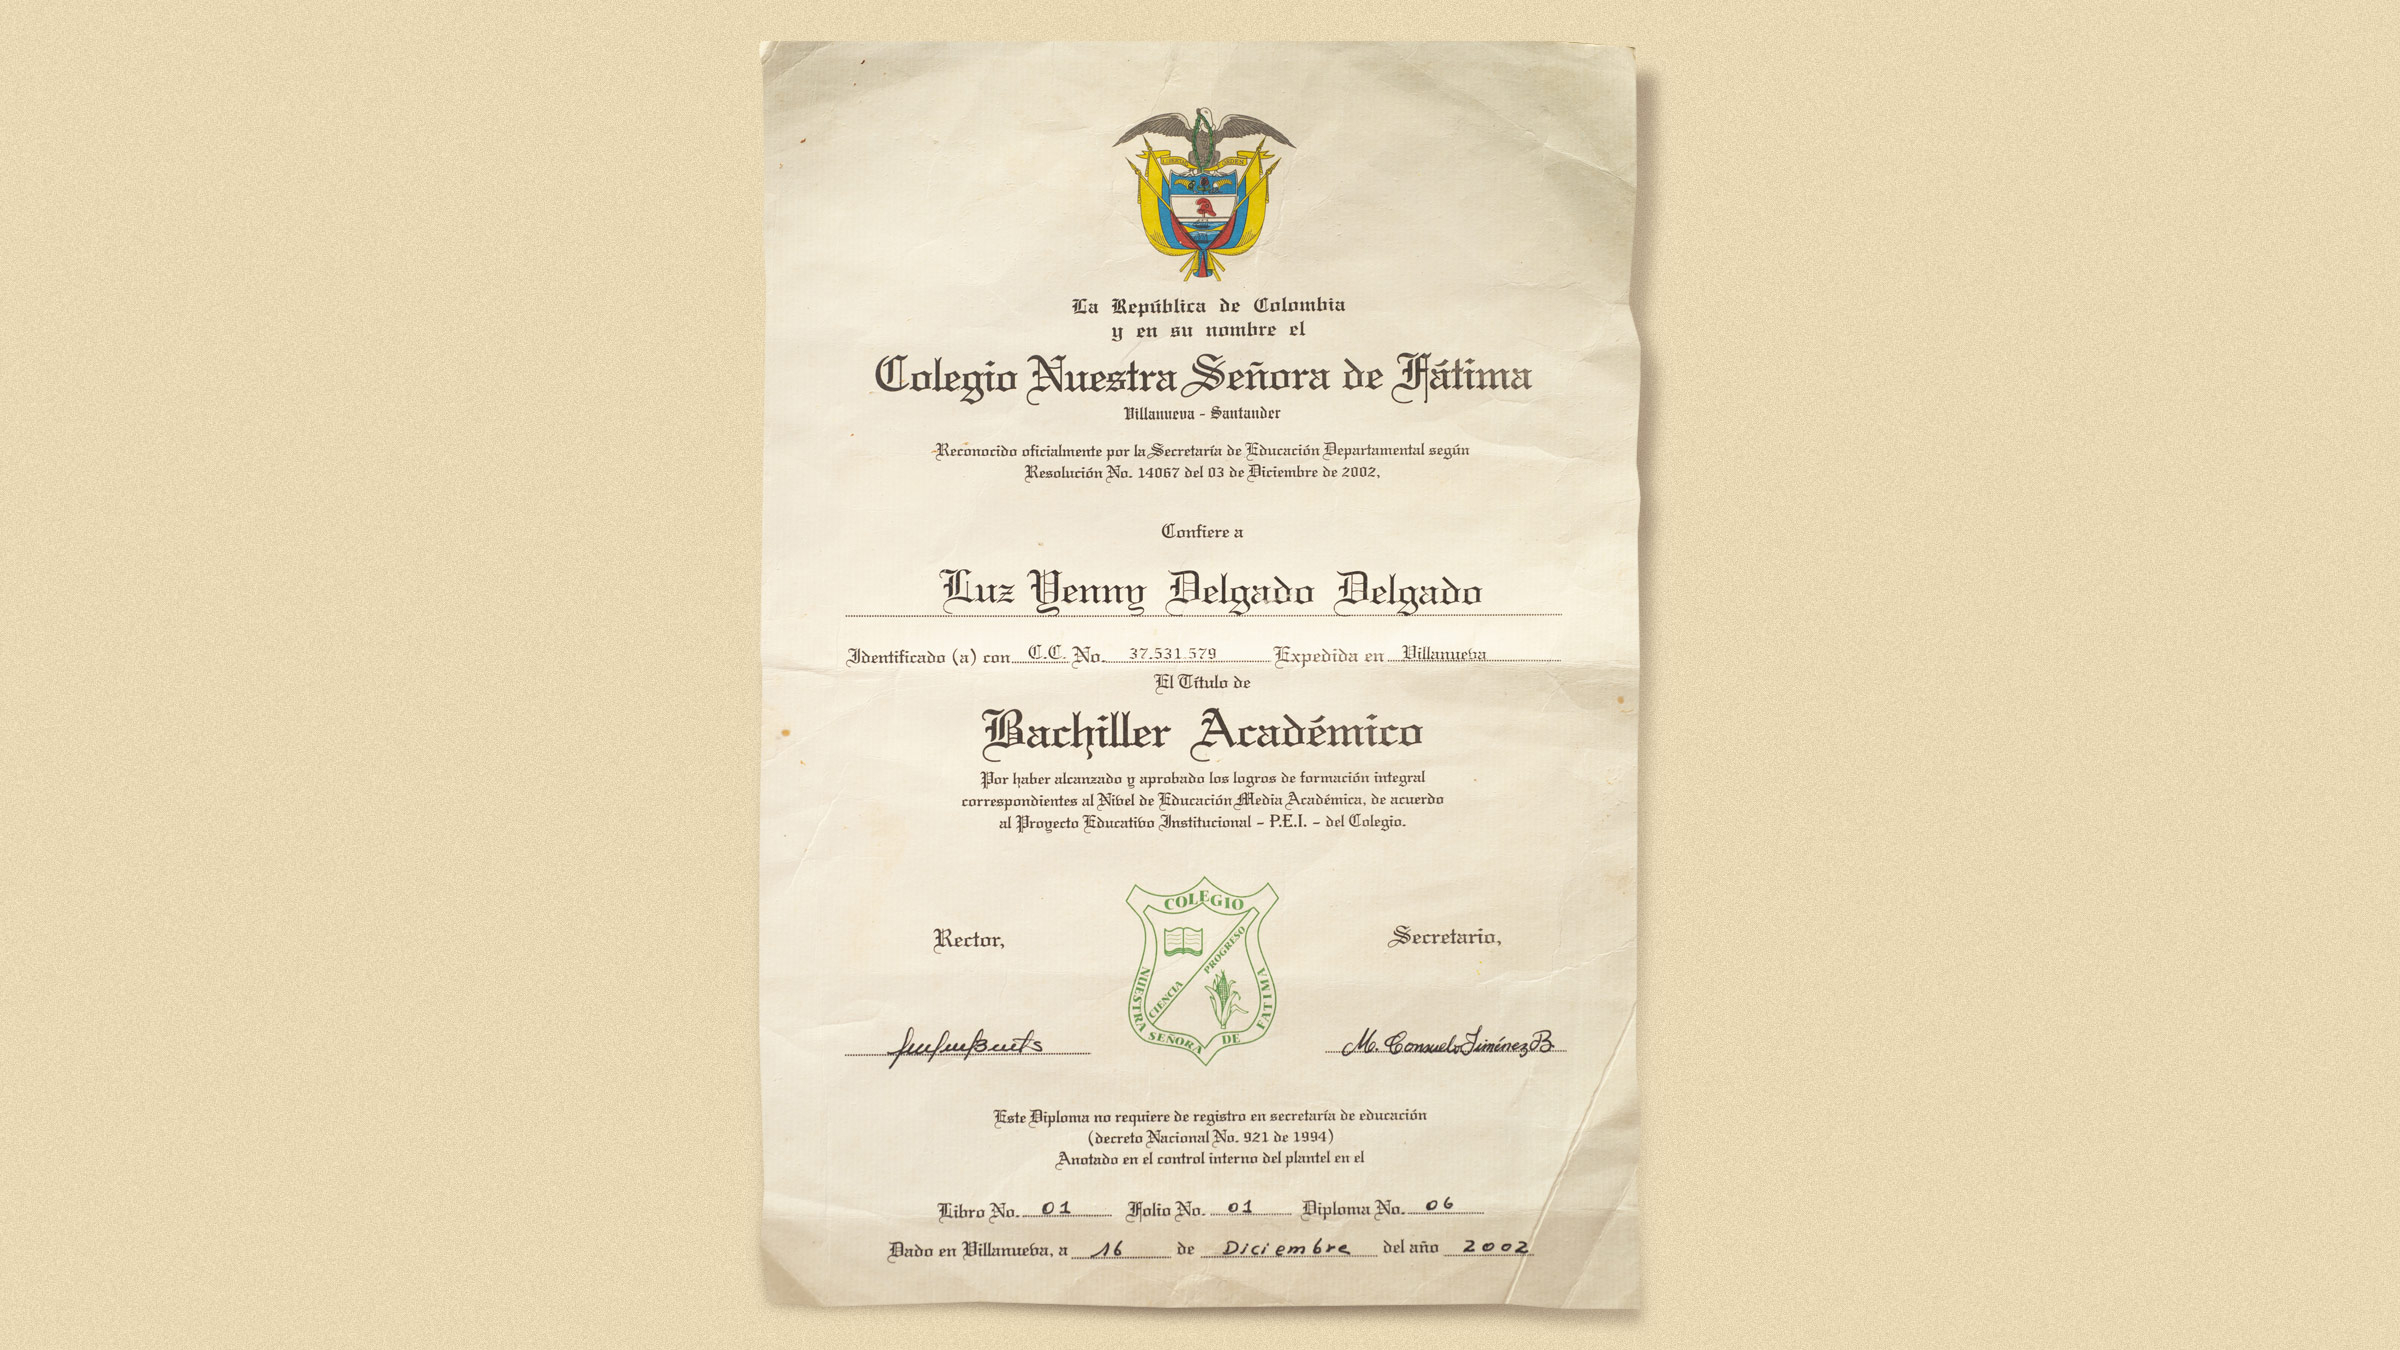 LIBERTAD ORDEN
La República de Colombia
y en su nombre el
Colegio Nuestra Señora de Fátima
Villanueva - Santander
Reconocido oficialmente por la Secretaría de Educación Departamental según
Resolución No. 14067 del 03 de Diciembre de 2002,
Confiere a
Luz Yenny Delgado Delgado
Identificado (a) con C.C. No. 37.531.579 Expedida en Villanueva
El Título de
Bachiller Académico
Por haber alcanzado y aprobado los logros de formación integral
correspondientes al Nivel de Educación Media Académica, de acuerdo
al Proyecto Educativo Institucional - P.E.I. - del Colegio.
COLEGIO
NUESTRA SEÑORA DE FATIMA
CIENCIA PROGRESO
Rector,
Secretario,
M. Consuelo Jiménez B.
Este Diploma no requiere de registro en secretaría de educación
(decreto Nacional No. 921 de 1994)
Anotado en el control interno del plantel en el
Libro No. 01 Folio No. 01 Diploma No. 06
Dado en Villanueva, a 16 de Diciembre del año 2002